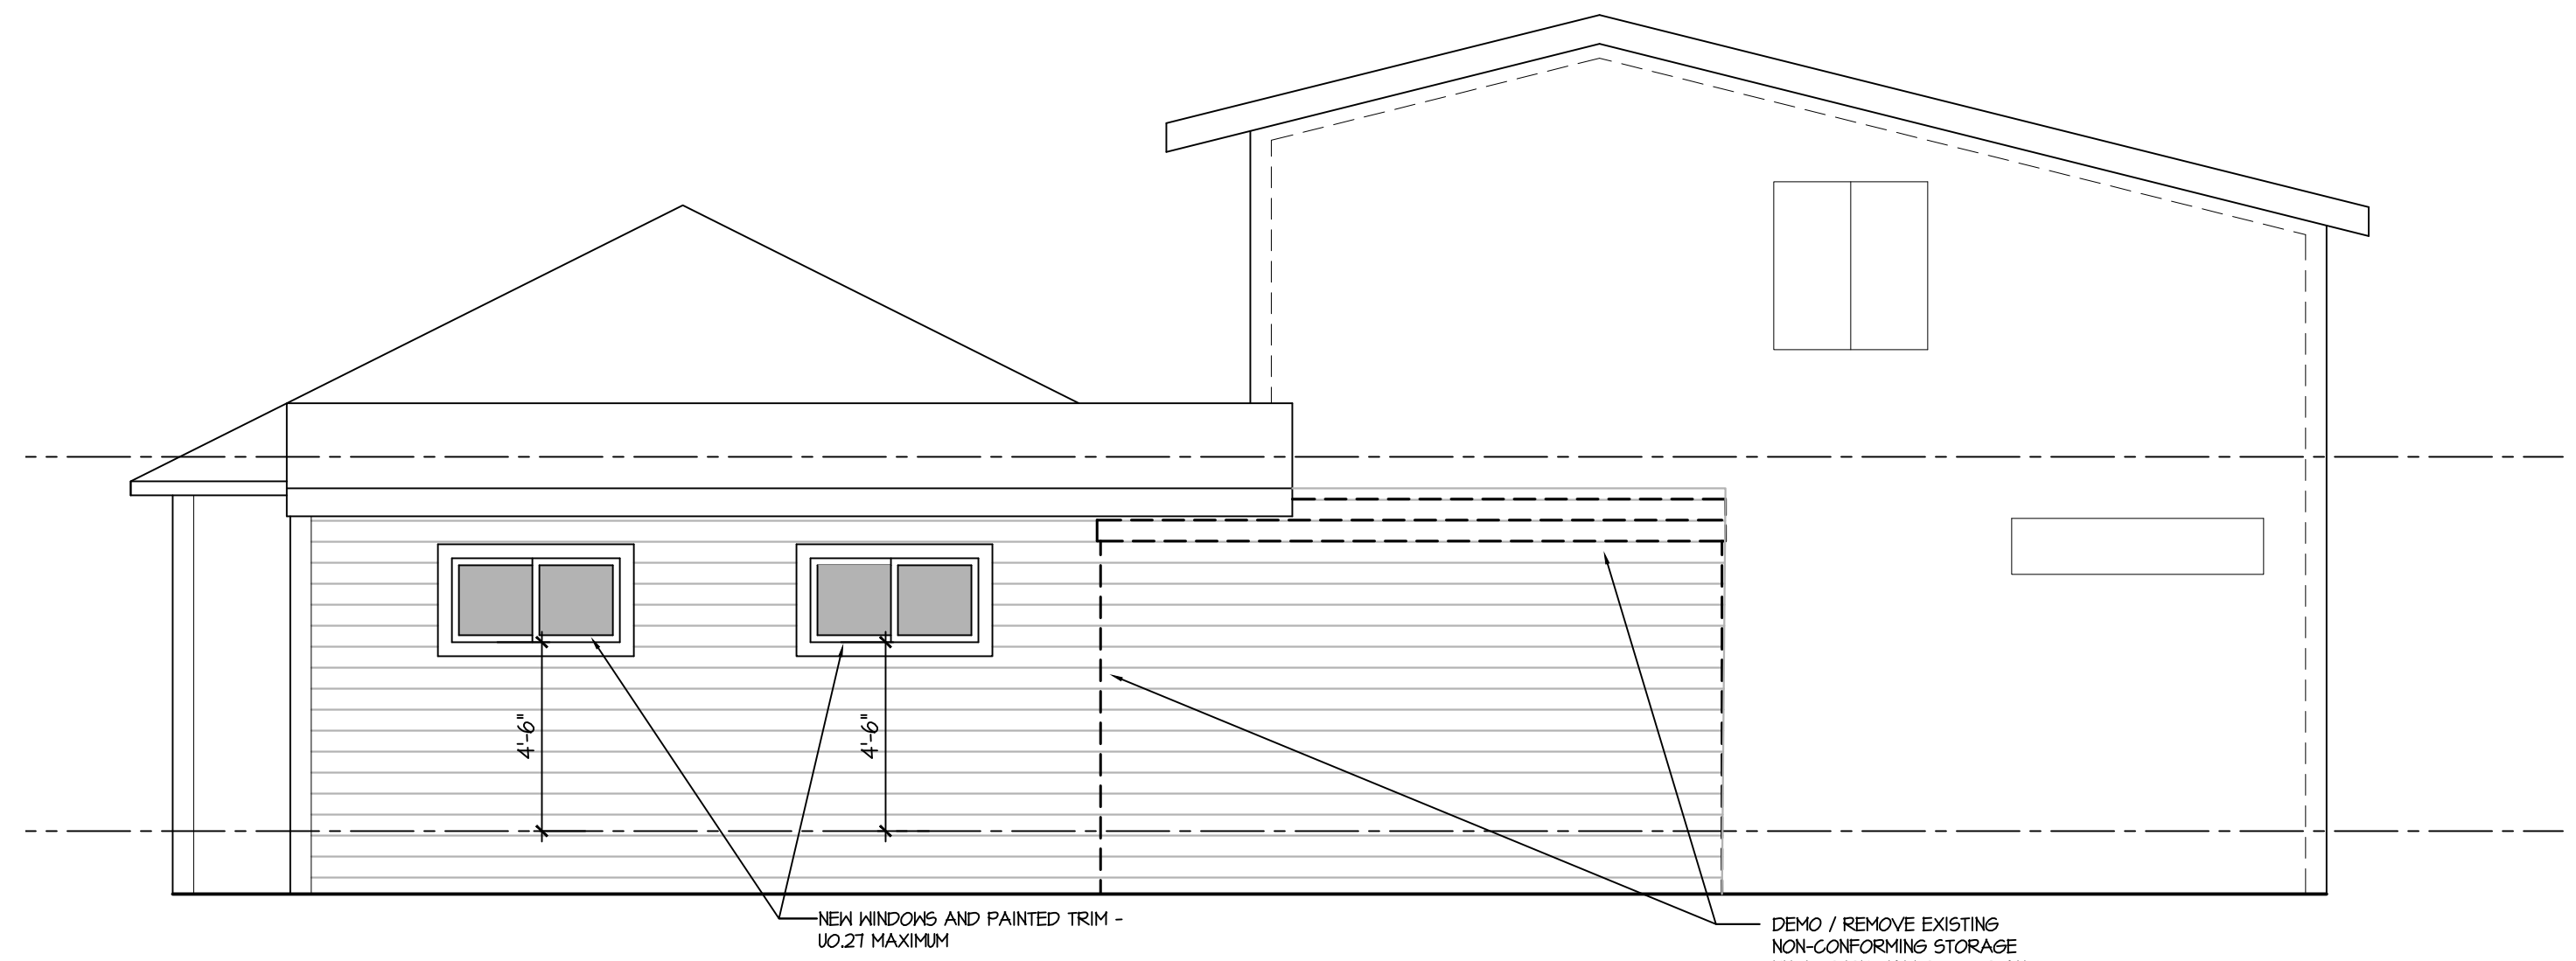 4'-6"
4'-6"
NEW WINDOWS AND PAINTED TRIM -
U0.27 MAXIMUM
DEMO / REMOVE EXISTING
NON-CONFORMING STORAGE